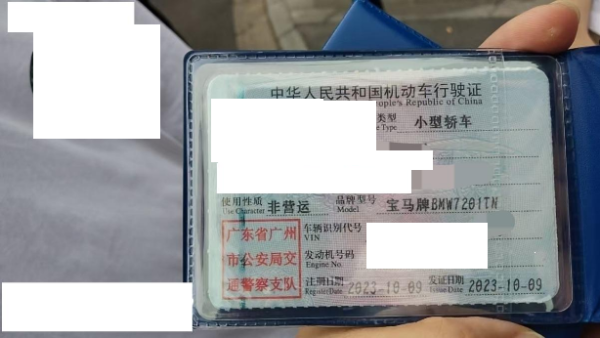 中华人民共和国机动车行驶证
ople's Republic of China
类型 小型轿车
Type
使用性质 非营运 品牌型号 宝马牌BMW7201TN
Use Character Model
广东省广州
市公安局交
通警察支队
车辆识别代号
VIN
发动机号码
Engine No.
注册日期 2023-10-09 发证日期 2023-10-09
Register Date Issue Date